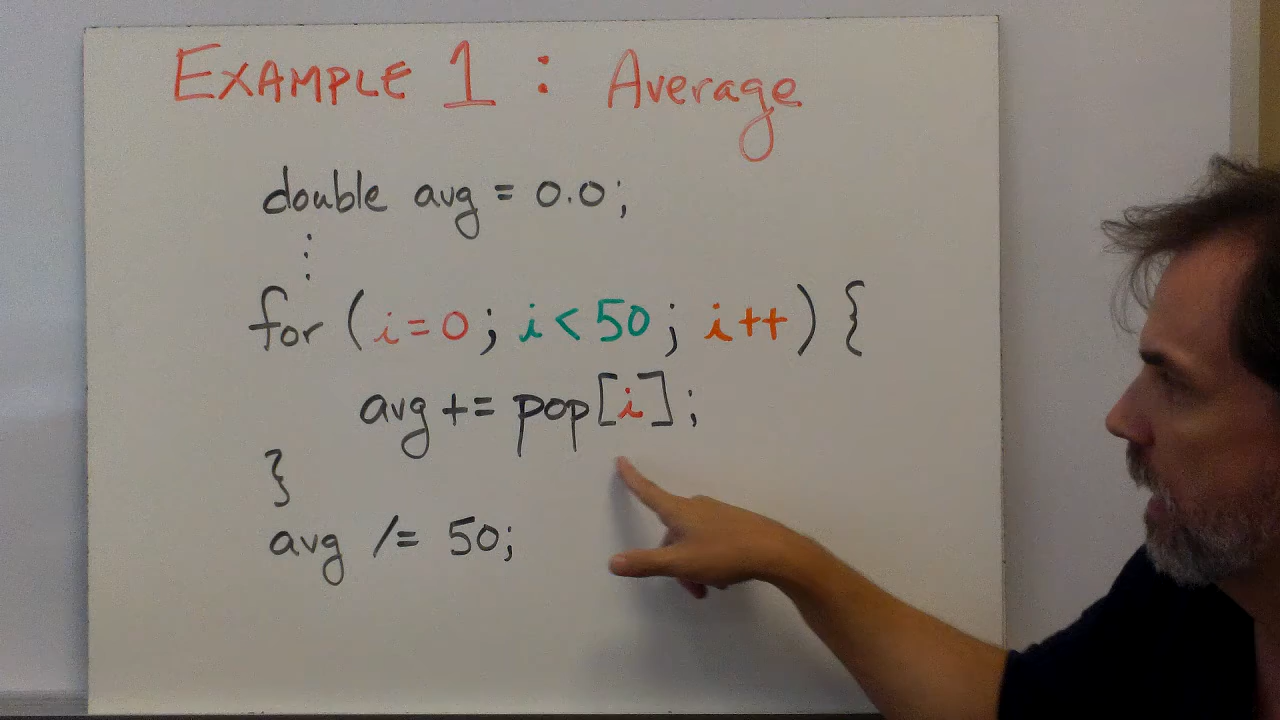 EXAMPLE 1 : Average
double avg = 0.0;
⋮
for (i=0; i<50; i++) {
avg += pop[i];
}
avg /= 50;